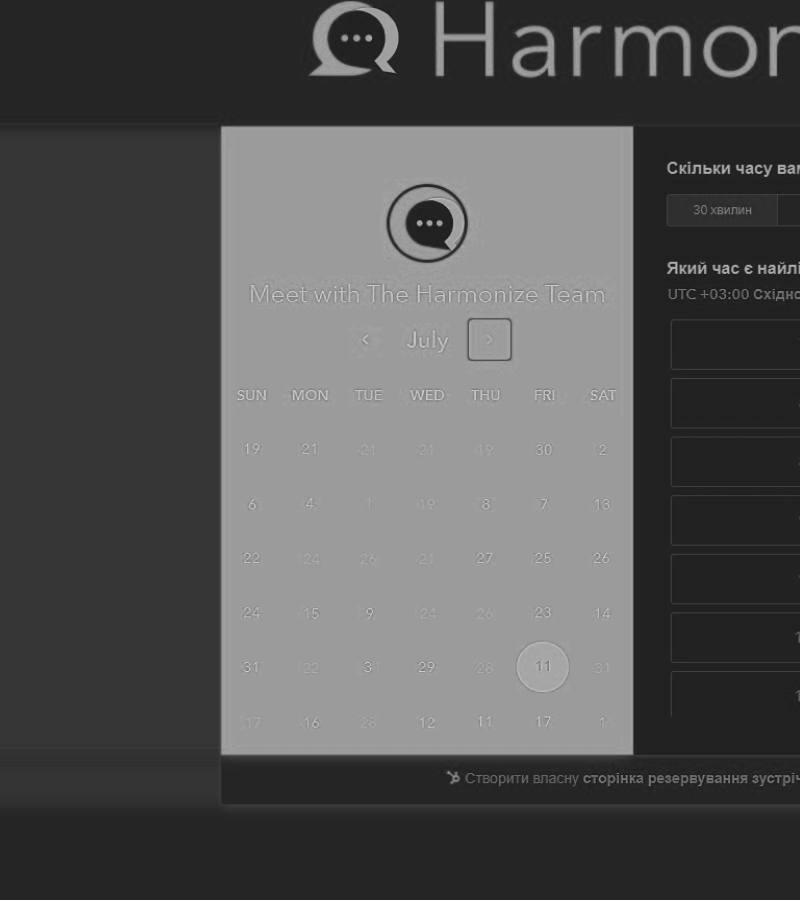 Harmon
Скільки часу вам
30 хвилин
Meet with The Harmonize Team
Який час є найлі
UTC +03:00 Східно
July
SUN MON TUE WED THU FRI SAT
19 21 21 21 19 30 2
6 4 1 19 8 7 13
22 24 26 21 27 25 26
24 15 9 24 26 23 14
31 22 3 29 28 11 31
17 16 28 12 11 17 1
Створити власну сторінка резервування зустріч